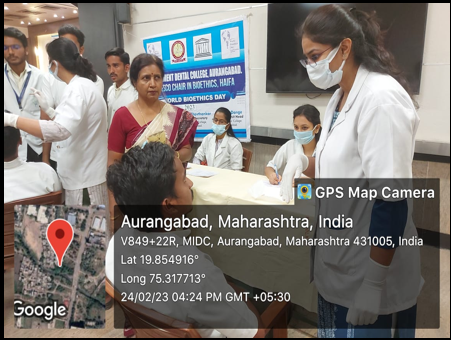 MENT DENTAL COLLEGE, AURANGABAD.
CO CHAIR IN BIOETHICS, HAIFA
WORLD BIOETHICS DAY
GPS Map Camera
Aurangabad, Maharashtra, India
V849+22R, MIDC, Aurangabad, Maharashtra 431005, India
Lat 19.854916°
Long 75.317713°
24/02/23 04:24 PM GMT +05:30
Google